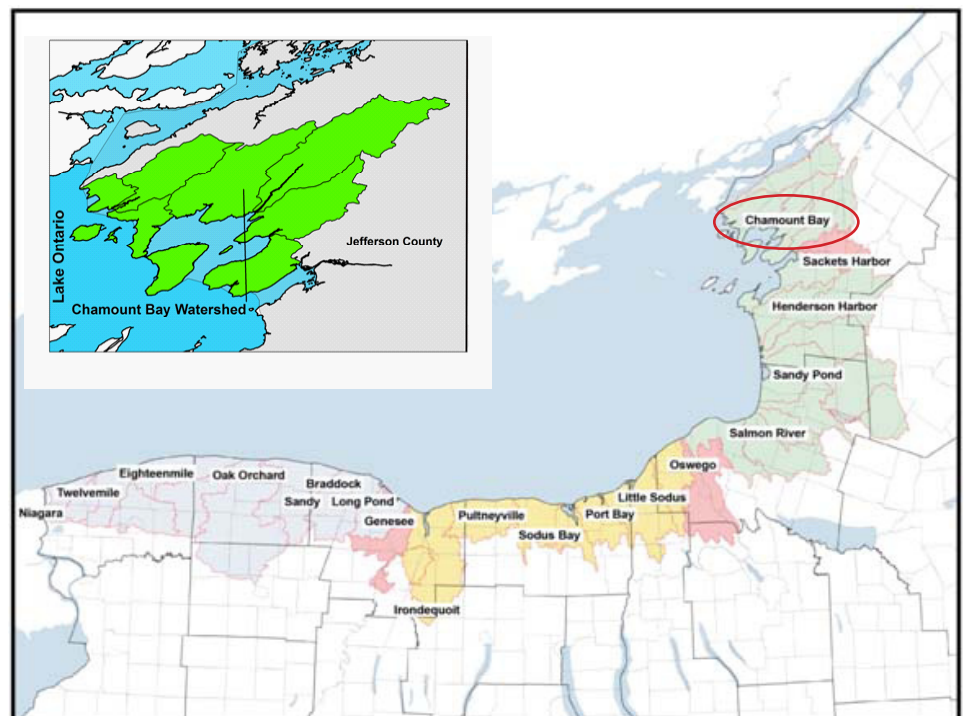 Lake Ontario
Jefferson County
Chamount Bay Watershed
Chamount Bay
Sackets Harbor
Henderson Harbor
Sandy Pond
Salmon River
Oswego
Little Sodus
Port Bay
Sodus Bay
Pultneyville
Irondequoit
Genesee
Long Pond
Sandy
Braddock
Oak Orchard
Eighteenmile
Twelvemile
Niagara